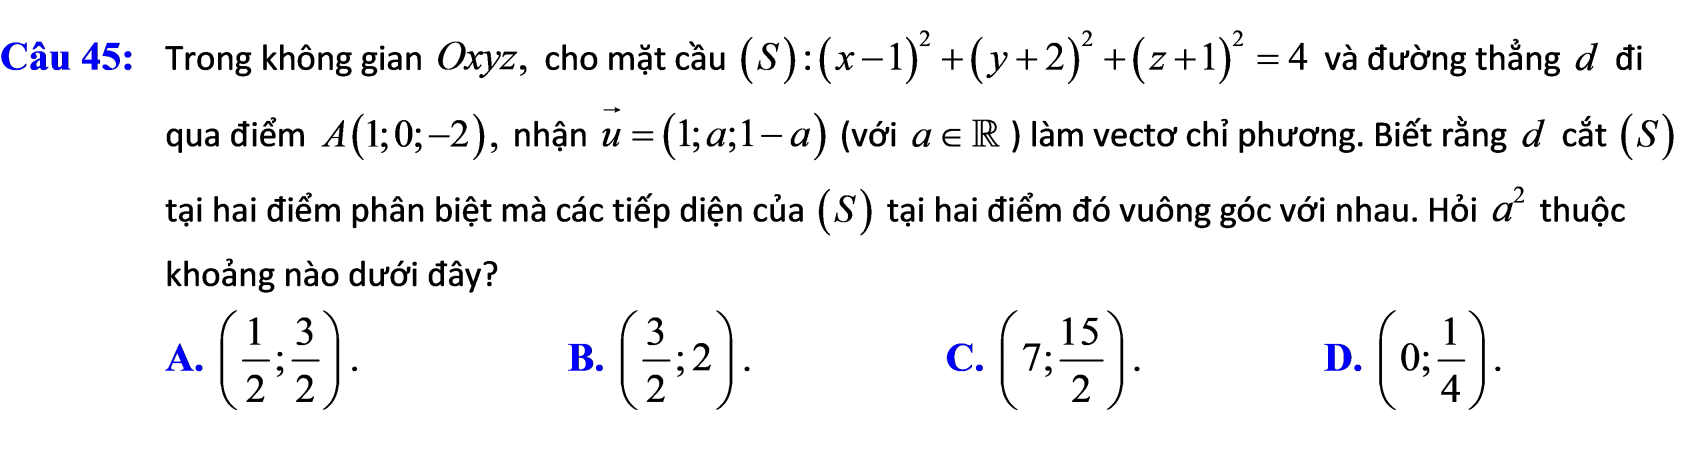 Câu 45: Trong không gian Oxyz, cho mặt cầu (S):(x−1)²+(y+2)²+(z+1)²=4 và đường thẳng d đi
qua điểm A(1;0;−2), nhận u⃗=(1;a;1−a) (với a∈ℝ ) làm vectơ chỉ phương. Biết rằng d cắt (S)
tại hai điểm phân biệt mà các tiếp diện của (S) tại hai điểm đó vuông góc với nhau. Hỏi a² thuộc
khoảng nào dưới đây?
A. (1/2;3/2). B. (3/2;2). C. (7;15/2). D. (0;1/4).